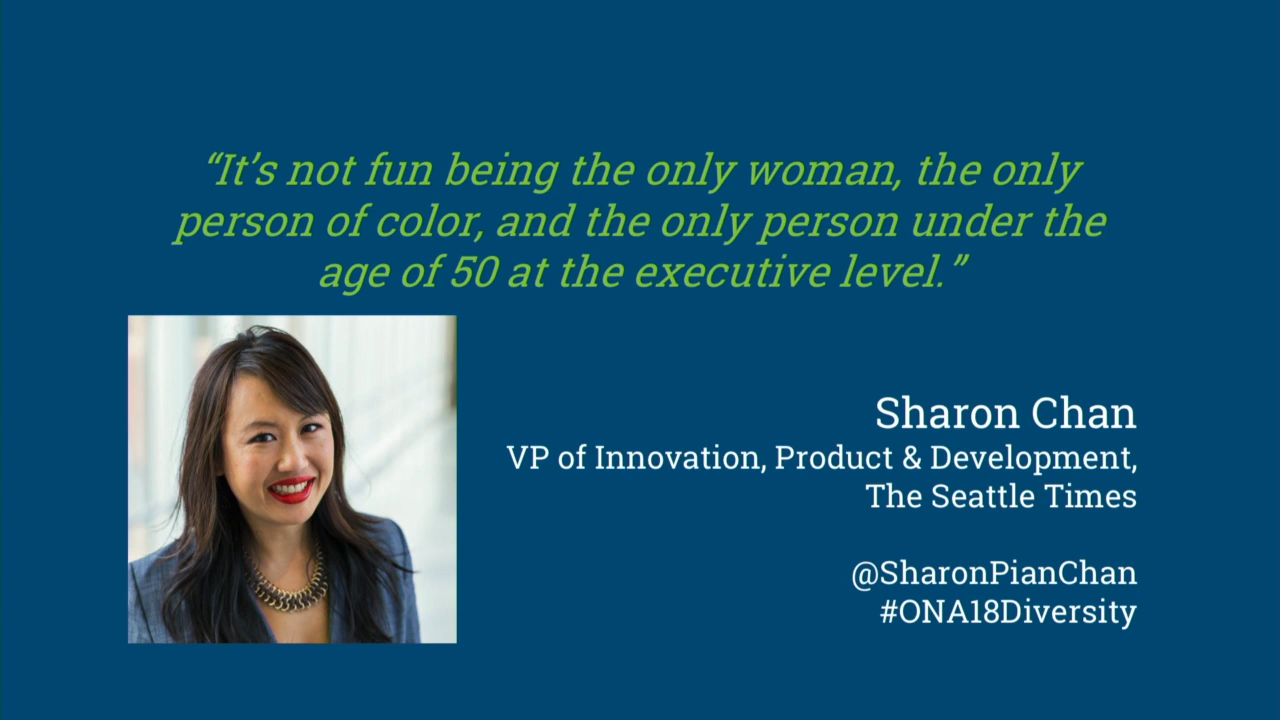 “It’s not fun being the only woman, the only
person of color, and the only person under the
age of 50 at the executive level.”
Sharon Chan
VP of Innovation, Product & Development,
The Seattle Times
@SharonPianChan
#ONA18Diversity